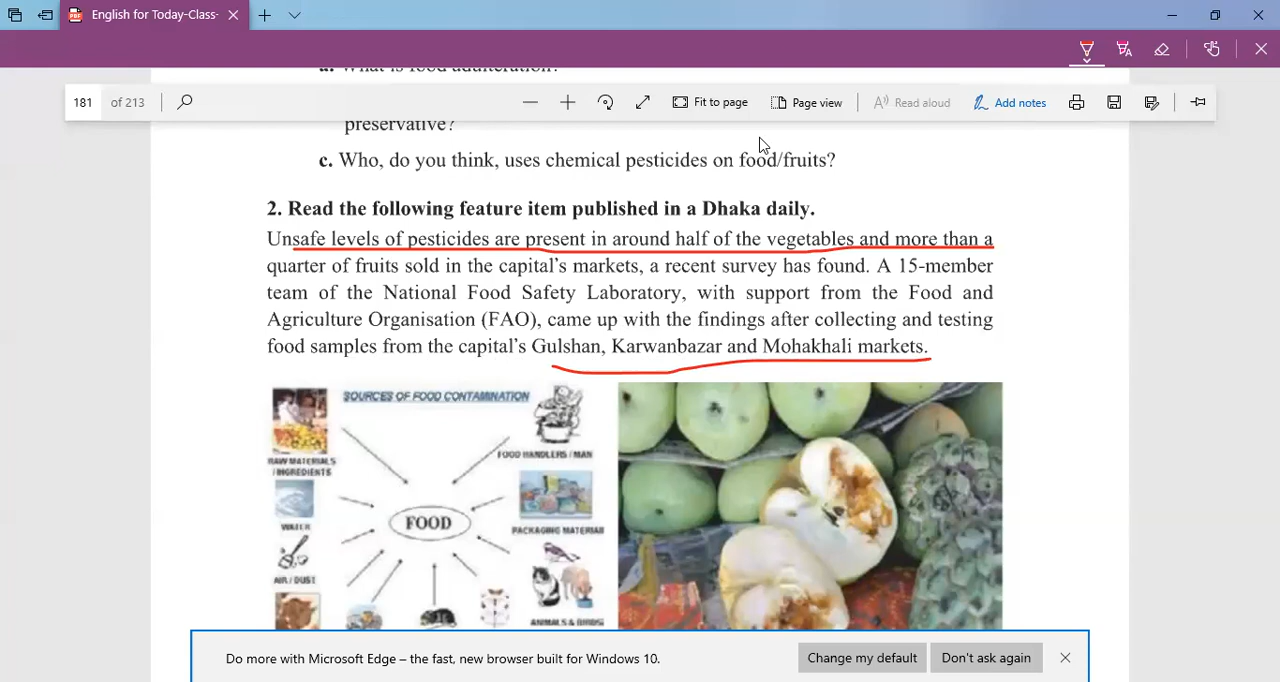 English for Today-Class-
181 of 213
Fit to page
Page view
Read aloud
Add notes
a. What is food adulteration?
preservative?
c. Who, do you think, uses chemical pesticides on food/fruits?
2. Read the following feature item published in a Dhaka daily.
Unsafe levels of pesticides are present in around half of the vegetables and more than a
quarter of fruits sold in the capital's markets, a recent survey has found. A 15-member
team of the National Food Safety Laboratory, with support from the Food and
Agriculture Organisation (FAO), came up with the findings after collecting and testing
food samples from the capital's Gulshan, Karwanbazar and Mohakhali markets.
SOURCES OF FOOD CONTAMINATION
FOOD HANDLERS / MAN
RAW MATERIALS
/ INGREDIENTS
FOOD
PACKAGING MATERIAL
WATER
AIR / DUST
ANIMALS & BIRDS
Do more with Microsoft Edge – the fast, new browser built for Windows 10.
Change my default
Don't ask again